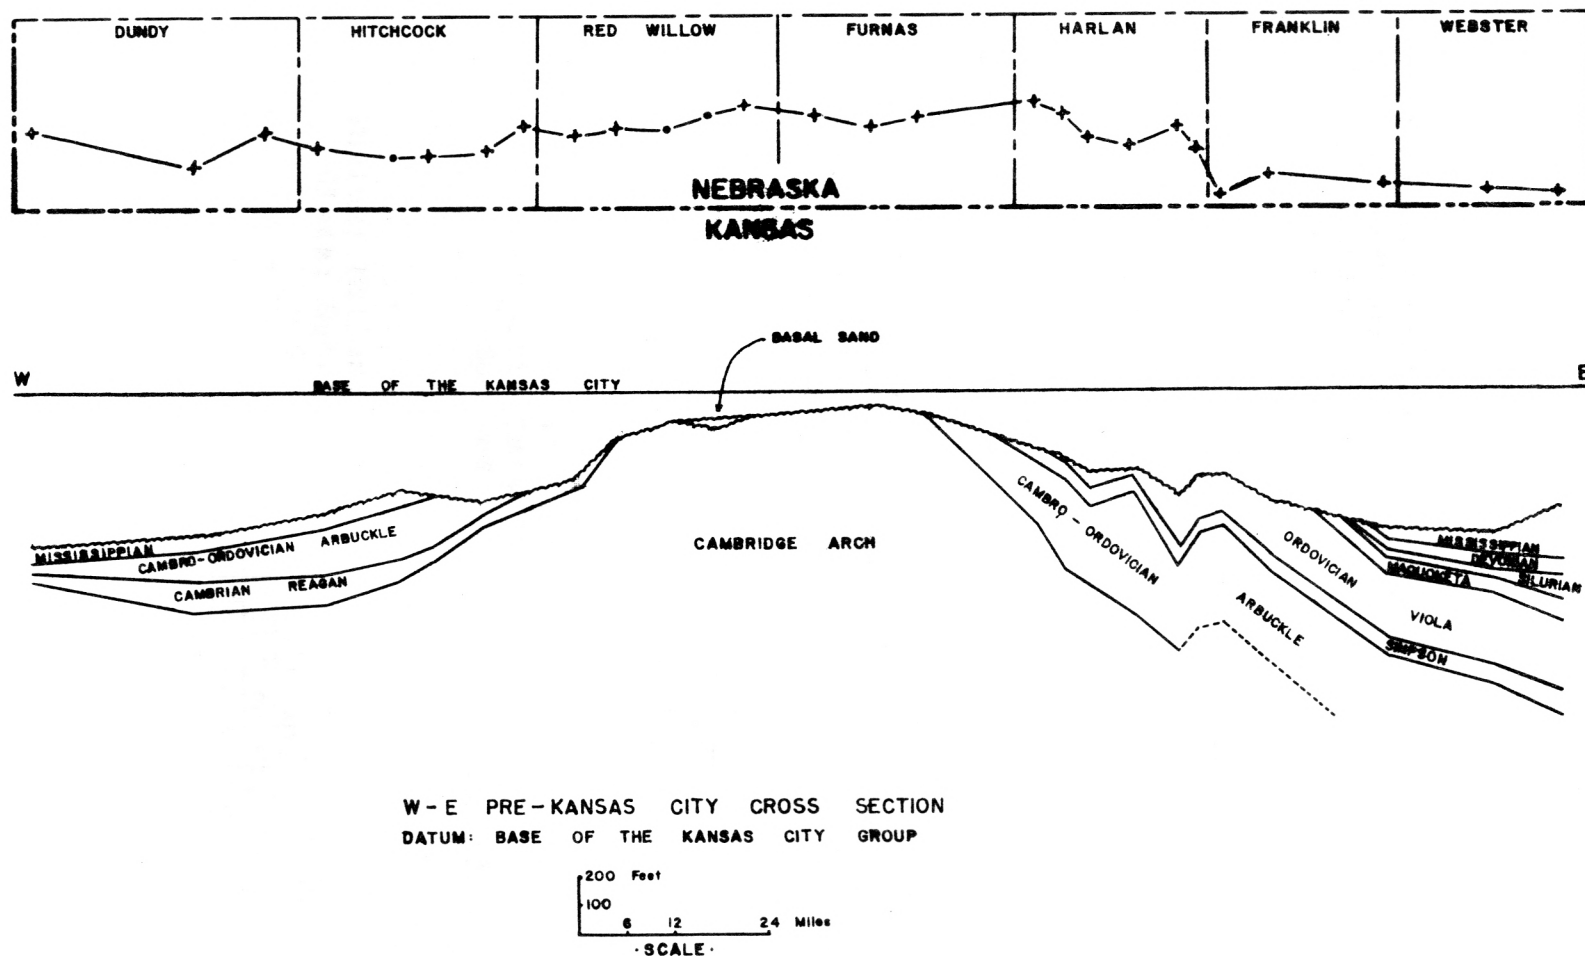 DUNDY HITCHCOCK RED WILLOW FURNAS HARLAN FRANKLIN WEBSTER
NEBRASKA
KANSAS
BASAL SAND
W E
BASE OF THE KANSAS CITY
MISSISSIPPIAN
CAMBRO-ORDOVICIAN ARBUCKLE
CAMBRIAN REAGAN
CAMBRIDGE ARCH
CAMBRO-ORDOVICIAN ARBUCKLE
ORDOVICIAN VIOLA
MISSISSIPPIAN
DEVONIAN
SILURIAN
MAQUOKETA
SIMPSON
W-E PRE-KANSAS CITY CROSS SECTION
DATUM: BASE OF THE KANSAS CITY GROUP
200 Feet
100
6 12 24 Miles
·SCALE·